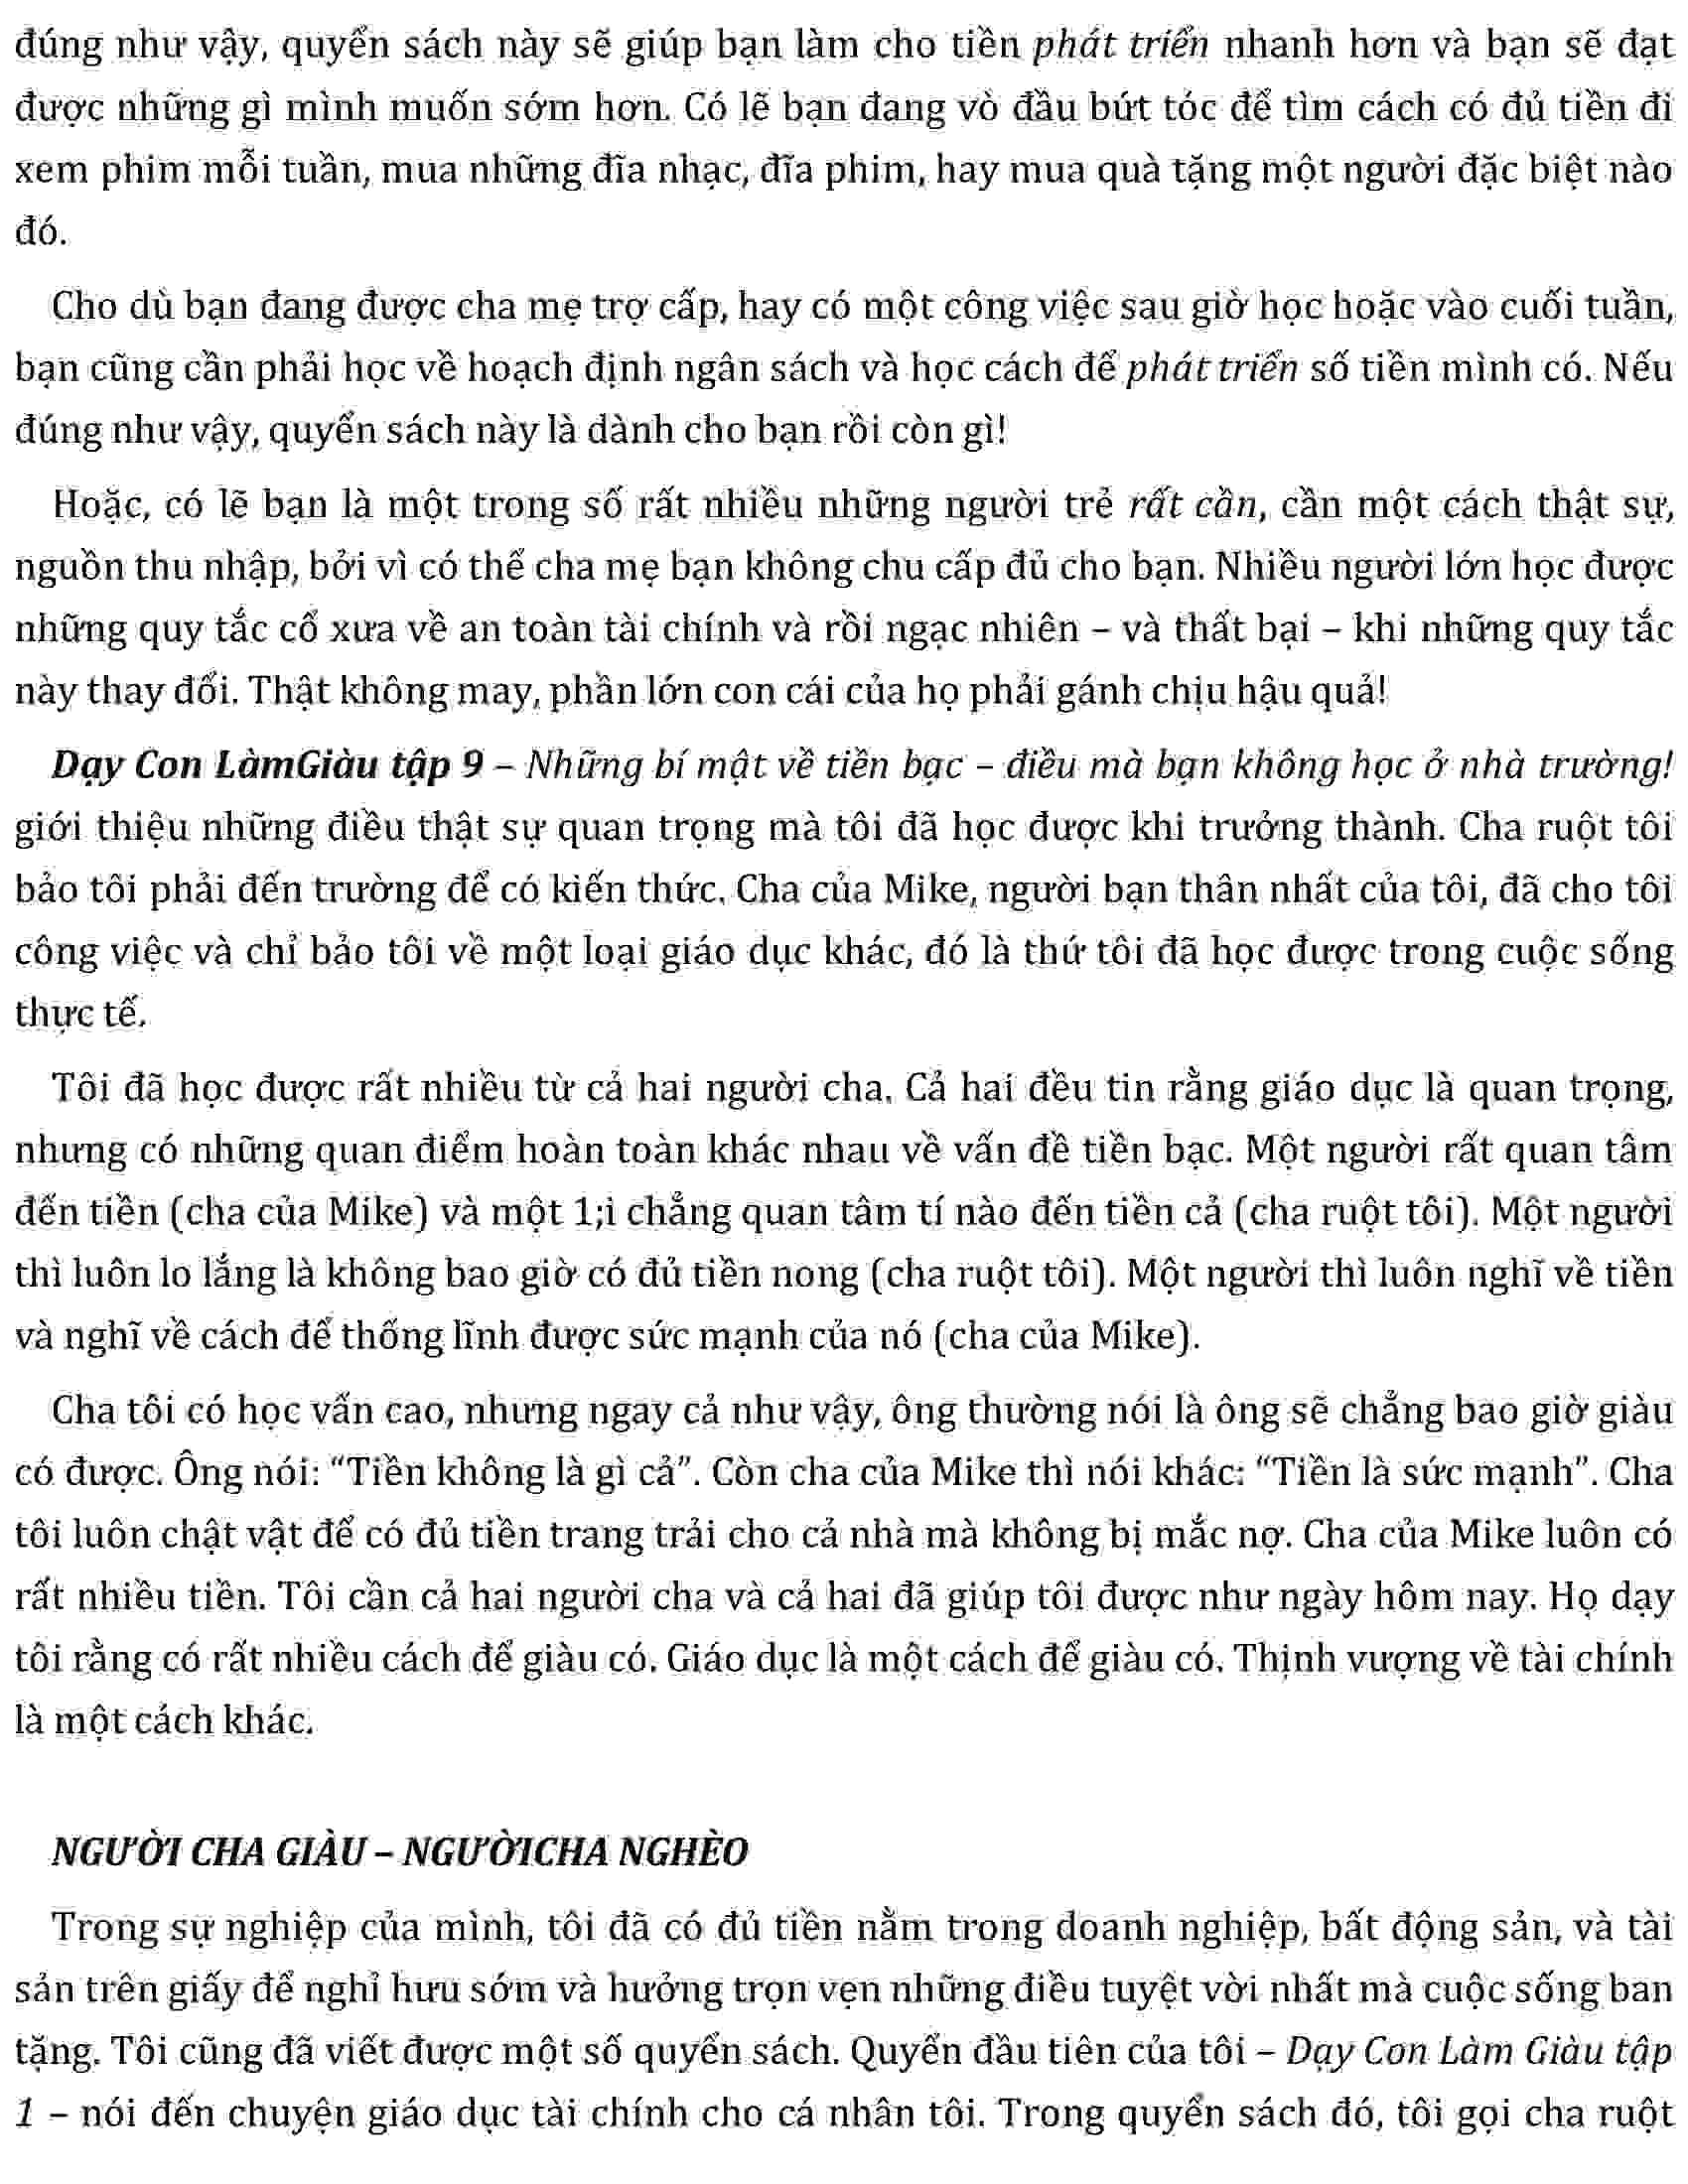 đúng như vậy, quyển sách này sẽ giúp bạn làm cho tiền phát triển nhanh hơn và bạn sẽ đạt
được những gì mình muốn sớm hơn. Có lẽ bạn đang vò đầu bứt tóc để tìm cách có đủ tiền đi
xem phim mỗi tuần, mua những đĩa nhạc, đĩa phim, hay mua quà tặng một người đặc biệt nào
đó.
Cho dù bạn đang được cha mẹ trợ cấp, hay có một công việc sau giờ học hoặc vào cuối tuần,
bạn cũng cần phải học về hoạch định ngân sách và học cách để phát triển số tiền mình có. Nếu
đúng như vậy, quyển sách này là dành cho bạn rồi còn gì!
Hoặc, có lẽ bạn là một trong số rất nhiều những người trẻ rất cần, cần một cách thật sự,
nguồn thu nhập, bởi vì có thể cha mẹ bạn không chu cấp đủ cho bạn. Nhiều người lớn học được
những quy tắc cổ xưa về an toàn tài chính và rồi ngạc nhiên – và thất bại – khi những quy tắc
này thay đổi. Thật không may, phần lớn con cái của họ phải gánh chịu hậu quả!
Dạy Con LàmGiàu tập 9 – Những bí mật về tiền bạc – điều mà bạn không học ở nhà trường!
giới thiệu những điều thật sự quan trọng mà tôi đã học được khi trưởng thành. Cha ruột tôi
bảo tôi phải đến trường để có kiến thức. Cha của Mike, người bạn thân nhất của tôi, đã cho tôi
công việc và chỉ bảo tôi về một loại giáo dục khác, đó là thứ tôi đã học được trong cuộc sống
thực tế.
Tôi đã học được rất nhiều từ cả hai người cha. Cả hai đều tin rằng giáo dục là quan trọng,
nhưng có những quan điểm hoàn toàn khác nhau về vấn đề tiền bạc. Một người rất quan tâm
đến tiền (cha của Mike) và một 1;ì chẳng quan tâm tí nào đến tiền cả (cha ruột tôi). Một người
thì luôn lo lắng là không bao giờ có đủ tiền nong (cha ruột tôi). Một người thì luôn nghĩ về tiền
và nghĩ về cách để thống lĩnh được sức mạnh của nó (cha của Mike).
Cha tôi có học vấn cao, nhưng ngay cả như vậy, ông thường nói là ông sẽ chẳng bao giờ giàu
có được. Ông nói: “Tiền không là gì cả”. Còn cha của Mike thì nói khác: “Tiền là sức mạnh”. Cha
tôi luôn chật vật để có đủ tiền trang trải cho cả nhà mà không bị mắc nợ. Cha của Mike luôn có
rất nhiều tiền. Tôi cần cả hai người cha và cả hai đã giúp tôi được như ngày hôm nay. Họ dạy
tôi rằng có rất nhiều cách để giàu có. Giáo dục là một cách để giàu có. Thịnh vượng về tài chính
là một cách khác.
NGƯỜI CHA GIÀU – NGƯỜICHA NGHÈO
Trong sự nghiệp của mình, tôi đã có đủ tiền nằm trong doanh nghiệp, bất động sản, và tài
sản trên giấy để nghỉ hưu sớm và hưởng trọn vẹn những điều tuyệt vời nhất mà cuộc sống ban
tặng. Tôi cũng đã viết được một số quyển sách. Quyển đầu tiên của tôi – Dạy Con Làm Giàu tập
1 – nói đến chuyện giáo dục tài chính cho cá nhân tôi. Trong quyển sách đó, tôi gọi cha ruột